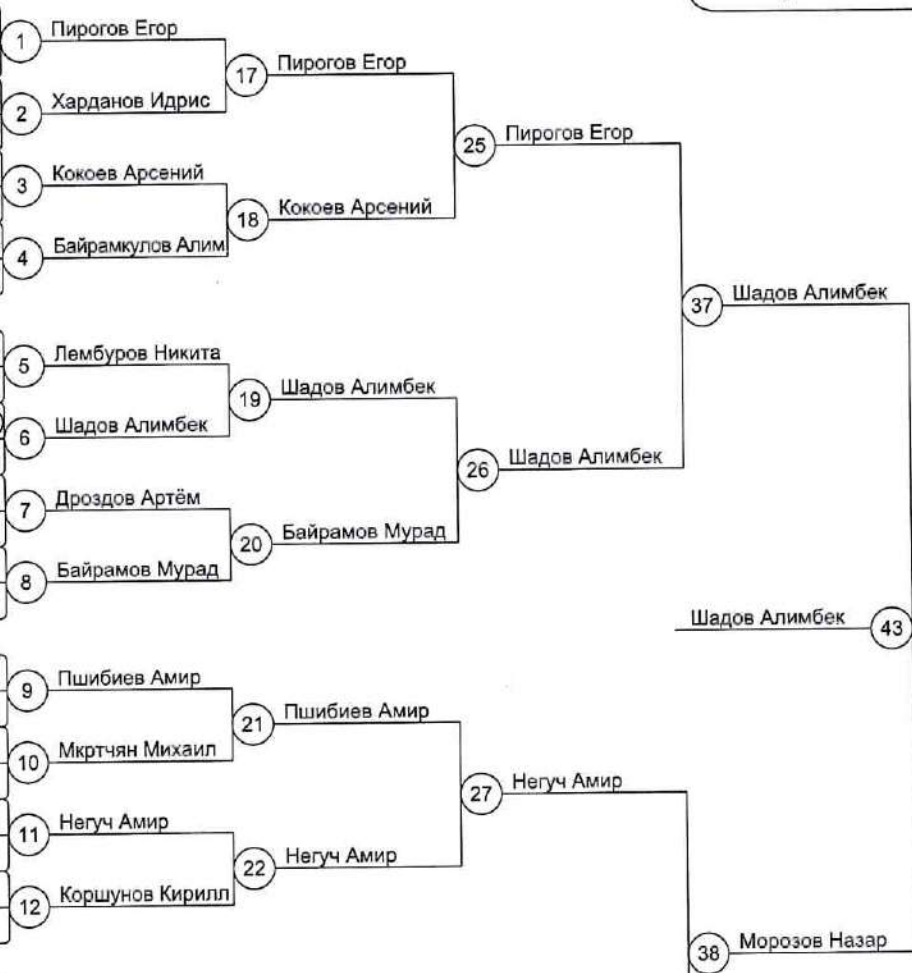 1 Пирогов Егор
17 Пирогов Егор
2 Харданов Идрис
25 Пирогов Егор
3 Кокоев Арсений
18 Кокоев Арсений
4 Байрамкулов Алим
37 Шадов Алимбек
5 Лембуров Никита
19 Шадов Алимбек
6 Шадов Алимбек
26 Шадов Алимбек
7 Дроздов Артём
20 Байрамов Мурад
8 Байрамов Мурад
Шадов Алимбек 43
9 Пшибиев Амир
21 Пшибиев Амир
10 Мкртчян Михаил
27 Негуч Амир
11 Негуч Амир
22 Негуч Амир
12 Коршунов Кирилл
38 Морозов Назар